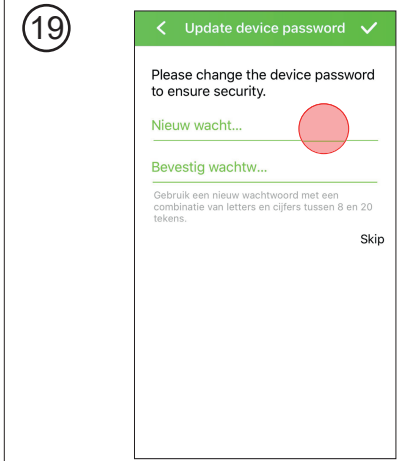 19
Update device password
Please change the device password
to ensure security.
Nieuw wacht...
Bevestig wachtw...
Gebruik een nieuw wachtwoord met een
combinatie van letters en cijfers tussen 8 en 20
tekens.
Skip